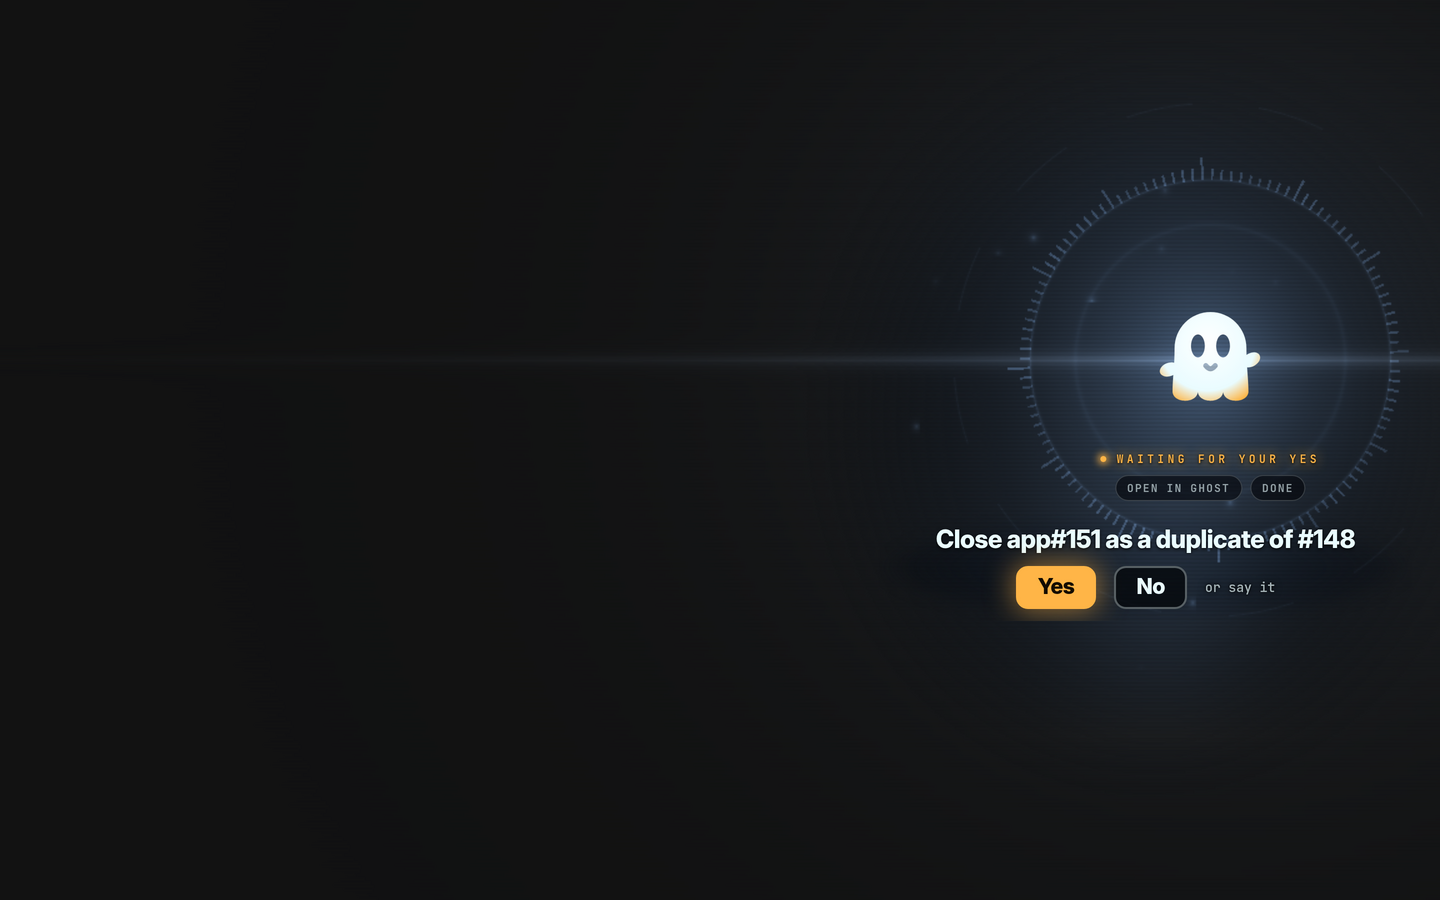 WAITING FOR YOUR YES
OPEN IN GHOST DONE
Close app#151 as a duplicate of #148
Yes No or say it